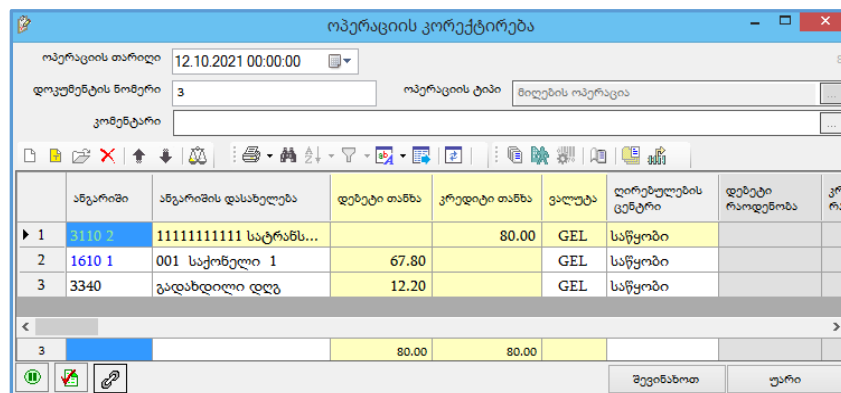 ოპერაციის კორექტირება
ოპერაციის თარიღი 12.10.2021 00:00:00
დოკუმენტის ნომერი 3 ოპერაციის ტიპი მიღების ოპერაცია ...
კომენტარი ...
ანგარიში ანგარიშის დასახელება დებეტი თანხა კრედიტი თანხა ვალუტა ღირებულების ცენტრი დებეტი რაოდენობა
1 3110 2 11111111111 სატრანს... 80.00 GEL საწყობი
2 1610 1 001 საქონელი 1 67.80 GEL საწყობი
3 3340 გადახდილი დღგ 12.20 GEL საწყობი
3 80.00 80.00
შევინახოთ უარი